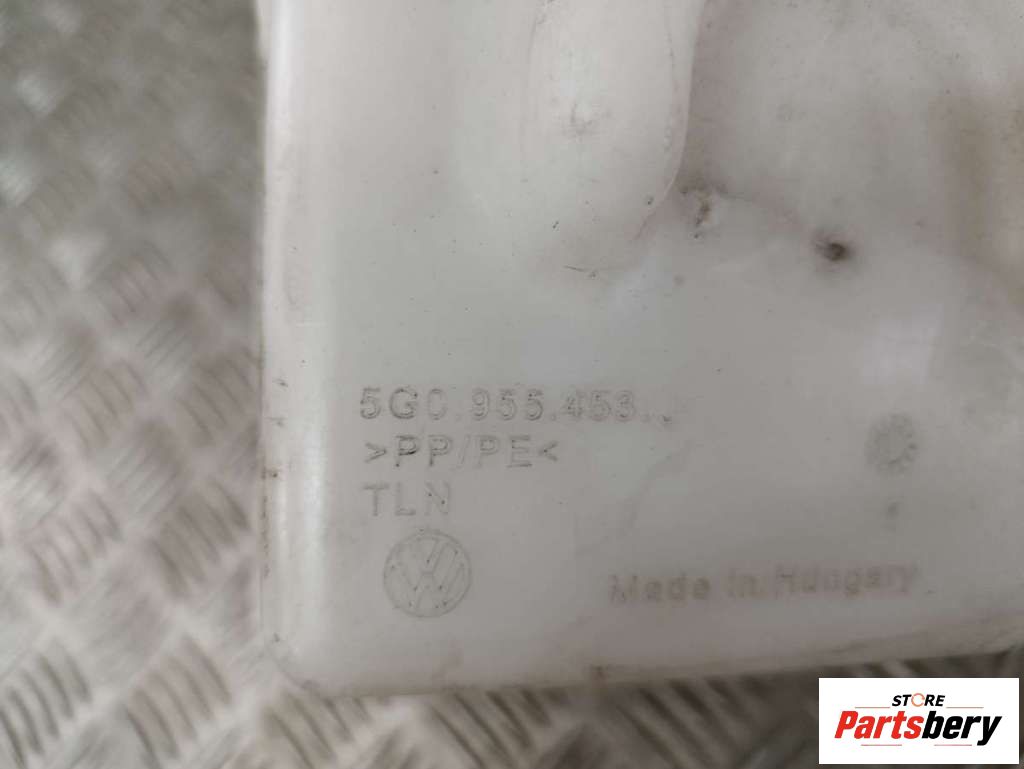 5G0.955.453.
>PP/PE<
TLN
Made in Hungary
STORE
Partsbery